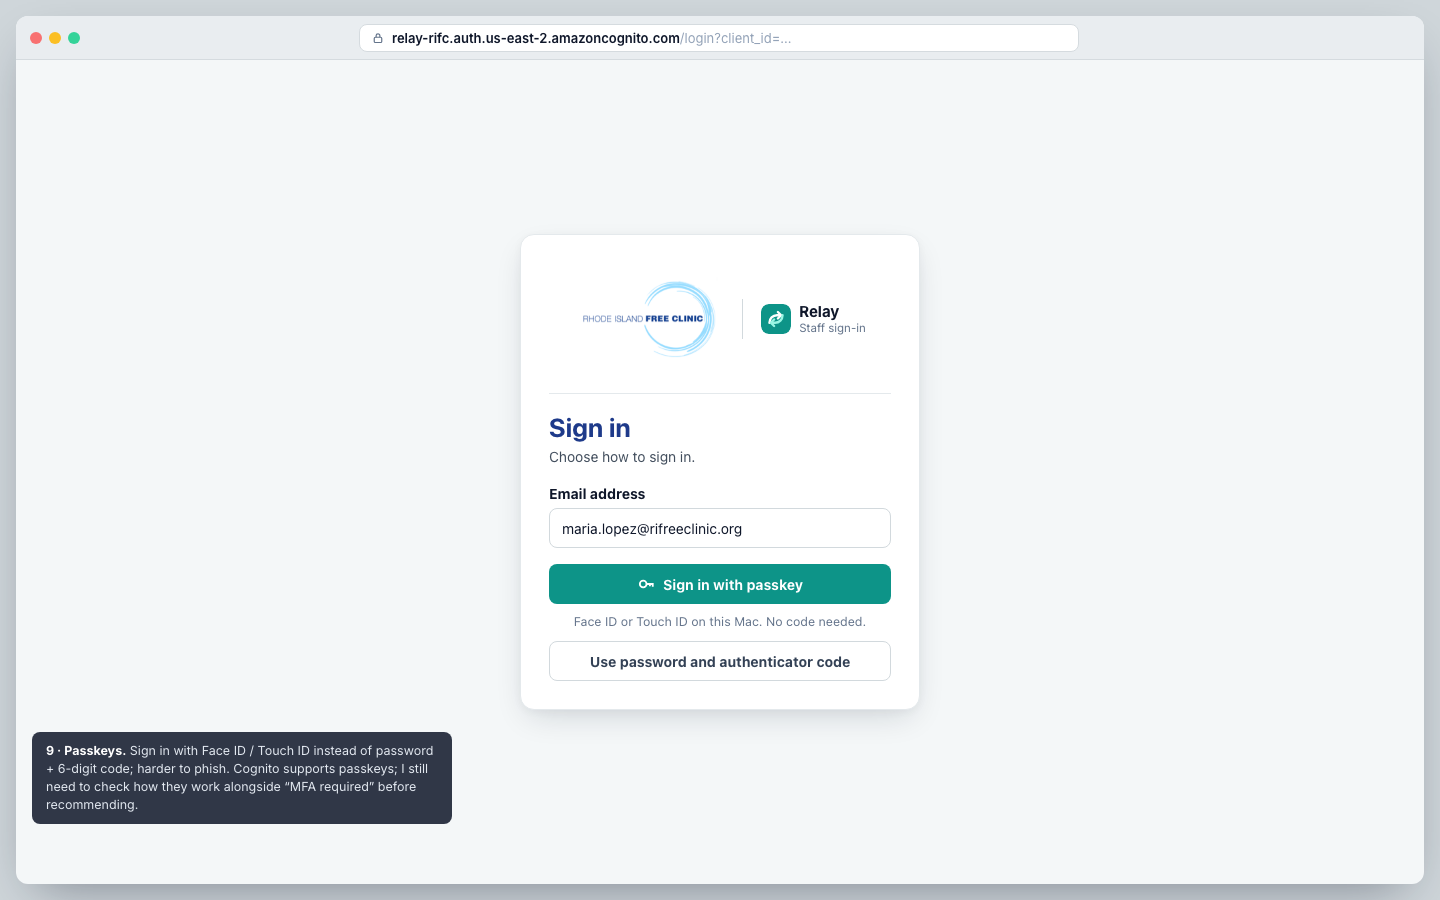 relay-rifc.auth.us-east-2.amazoncognito.com/login?client_id=...
RHODE ISLAND FREE CLINIC
Relay
Staff sign-in
Sign in
Choose how to sign in.
Email address
maria.lopez@rifreeclinic.org
Sign in with passkey
Face ID or Touch ID on this Mac. No code needed.
Use password and authenticator code
9 · Passkeys. Sign in with Face ID / Touch ID instead of password
+ 6-digit code; harder to phish. Cognito supports passkeys; I still
need to check how they work alongside “MFA required” before
recommending.